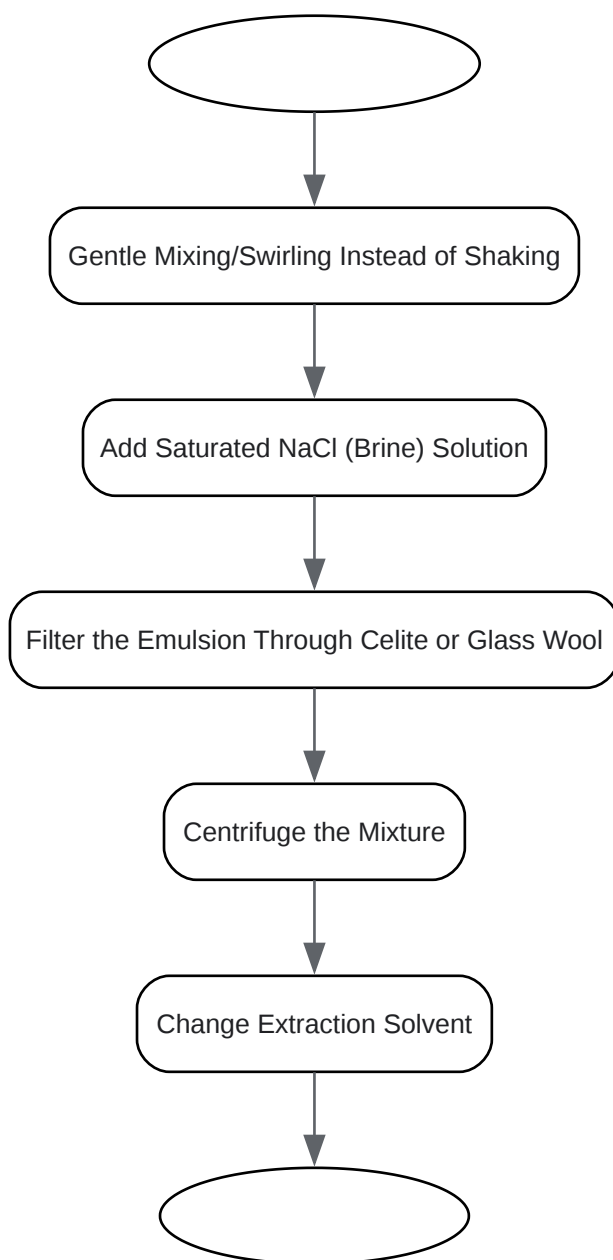 Gentle Mixing/Swirling Instead of Shaking
Add Saturated NaCl (Brine) Solution
Filter the Emulsion Through Celite or Glass Wool
Centrifuge the Mixture
Change Extraction Solvent